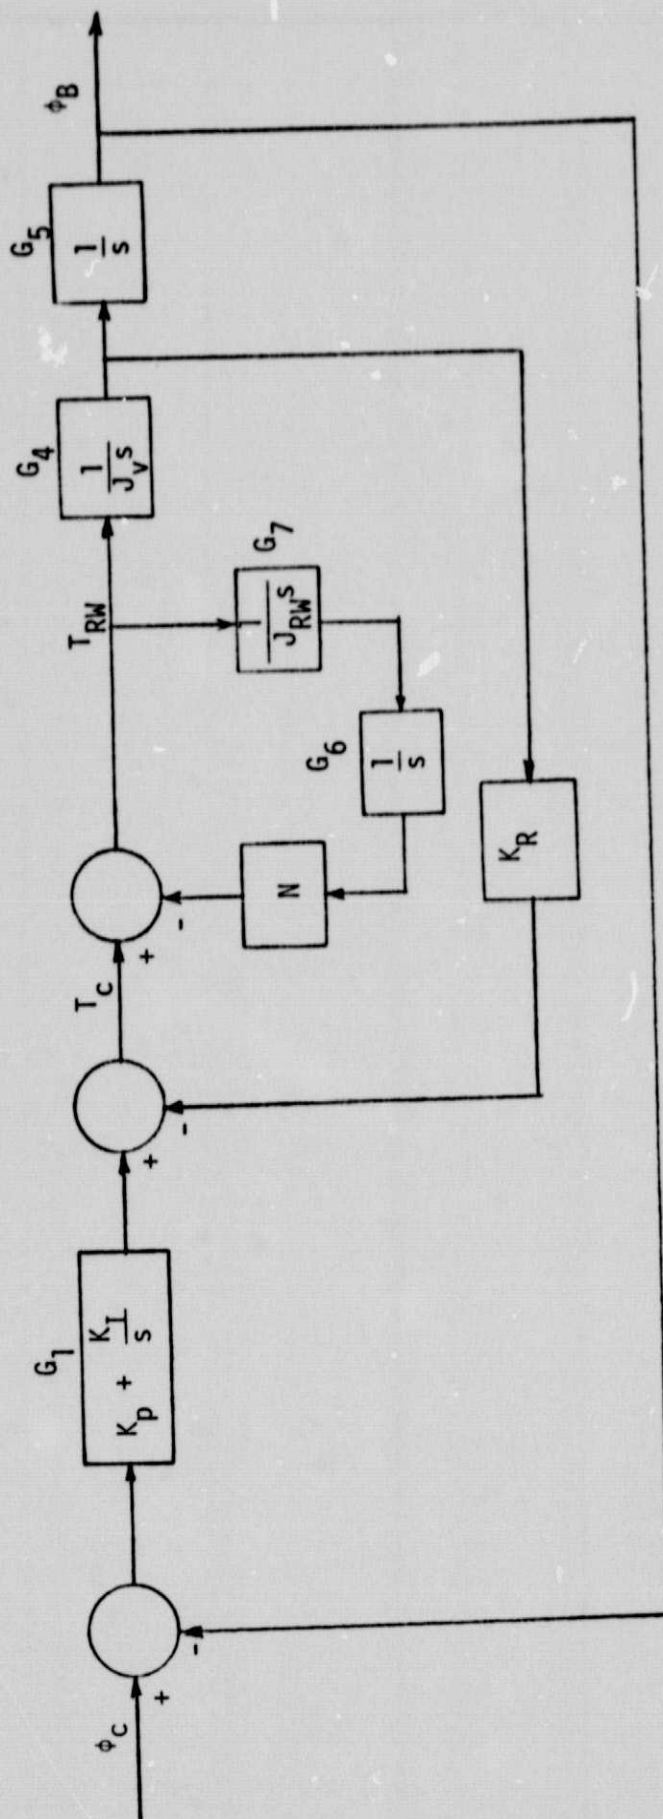 ϕC
+
-
G1
Kp + KI/s
+
-
TC
+
-
TRW
N
G6
1/s
G7
1/JRWs
G4
1/Jvs
KR
G5
1/s
ϕB